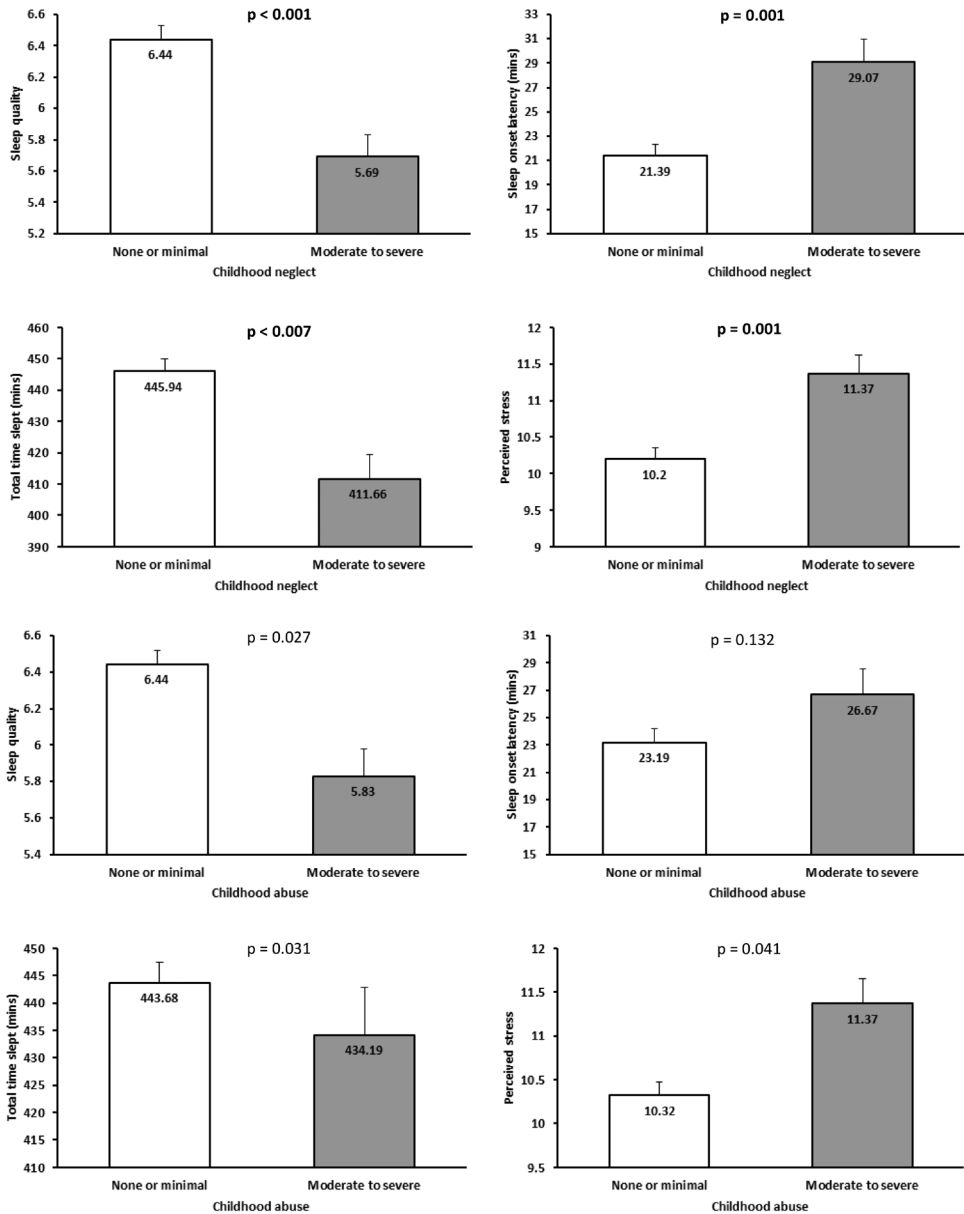 p < 0.001
Sleep quality
6.6
6.4
6.2
6
5.8
5.6
5.4
5.2
6.44
5.69
None or minimal
Moderate to severe
Childhood neglect
p = 0.001
Sleep onset latency (mins)
33
31
29
27
25
23
21
19
17
15
21.39
29.07
None or minimal
Moderate to severe
Childhood neglect
p < 0.007
Total time slept (mins)
460
450
440
430
420
410
400
390
445.94
411.66
None or minimal
Moderate to severe
Childhood neglect
p = 0.001
Perceived stress
12
11.5
11
10.5
10
9.5
9
10.2
11.37
None or minimal
Moderate to severe
Childhood neglect
p = 0.027
Sleep quality
6.6
6.4
6.2
6
5.8
5.6
5.4
6.44
5.83
None or minimal
Moderate to severe
Childhood abuse
p = 0.132
Sleep onset latency (mins)
31
29
27
25
23
21
19
17
15
23.19
26.67
None or minimal
Moderate to severe
Childhood abuse
p = 0.031
Total time slept (mins)
450
445
440
435
430
425
420
415
410
443.68
434.19
None or minimal
Moderate to severe
Childhood abuse
p = 0.041
Perceived stress
12
11.5
11
10.5
10
9.5
10.32
11.37
None or minimal
Moderate to severe
Childhood abuse